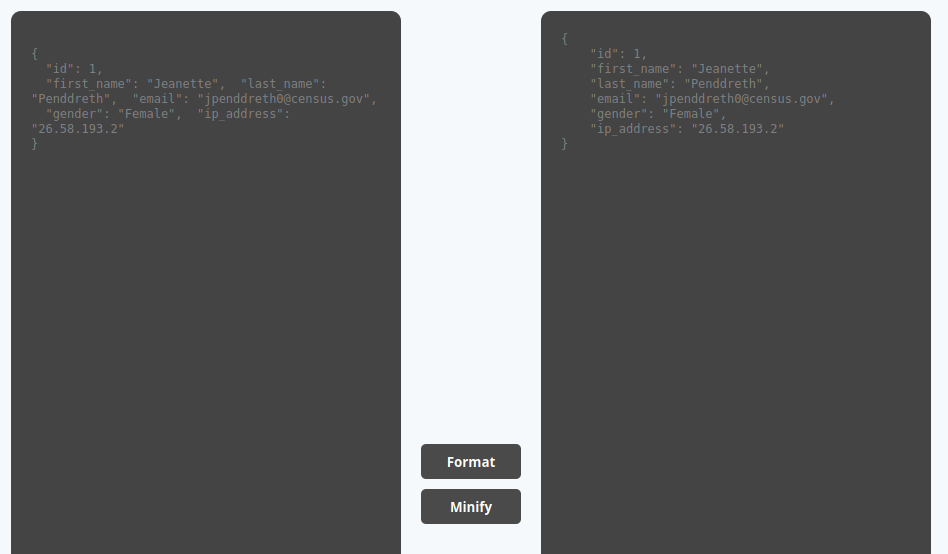 {
  "id": 1,
  "first_name": "Jeanette",  "last_name":
"Penddreth",  "email": "jpenddreth0@census.gov",
  "gender": "Female",  "ip_address":
"26.58.193.2"
}
Format
Minify
{
    "id": 1,
    "first_name": "Jeanette",
    "last_name": "Penddreth",
    "email": "jpenddreth0@census.gov",
    "gender": "Female",
    "ip_address": "26.58.193.2"
}